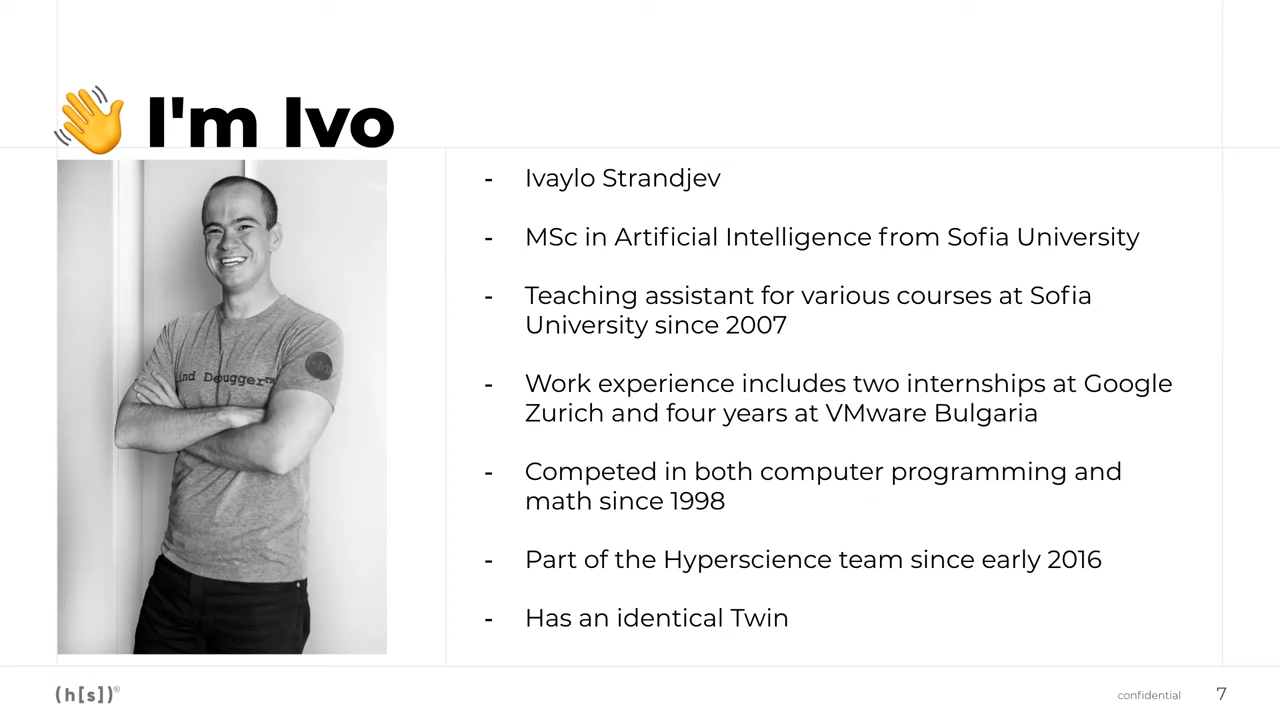 I'm Ivo
- Ivaylo Strandjev
- MSc in Artificial Intelligence from Sofia University
- Teaching assistant for various courses at Sofia
University since 2007
- Work experience includes two internships at Google
Zurich and four years at VMware Bulgaria
- Competed in both computer programming and
math since 1998
- Part of the Hyperscience team since early 2016
- Has an identical Twin
(h[s])®
confidential
7